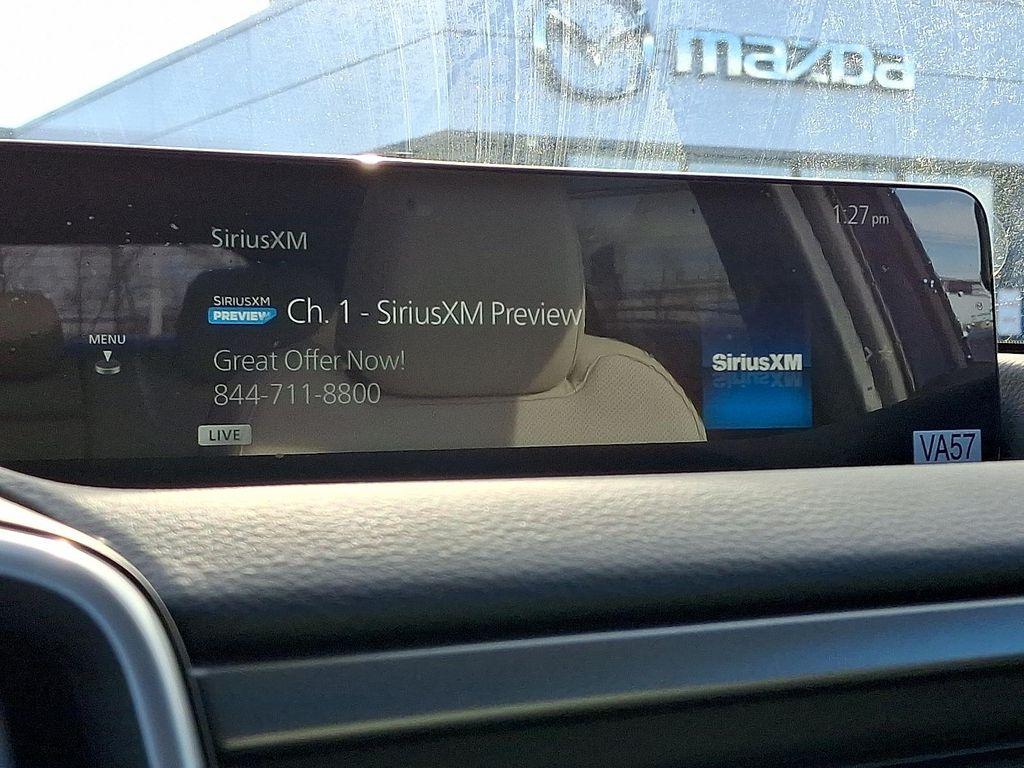 mazda
1:27 pm
SiriusXM
SIRIUSXM
PREVIEW
Ch. 1 - SiriusXM Preview
MENU
Great Offer Now!
844-711-8800
LIVE
SiriusXM
VA57